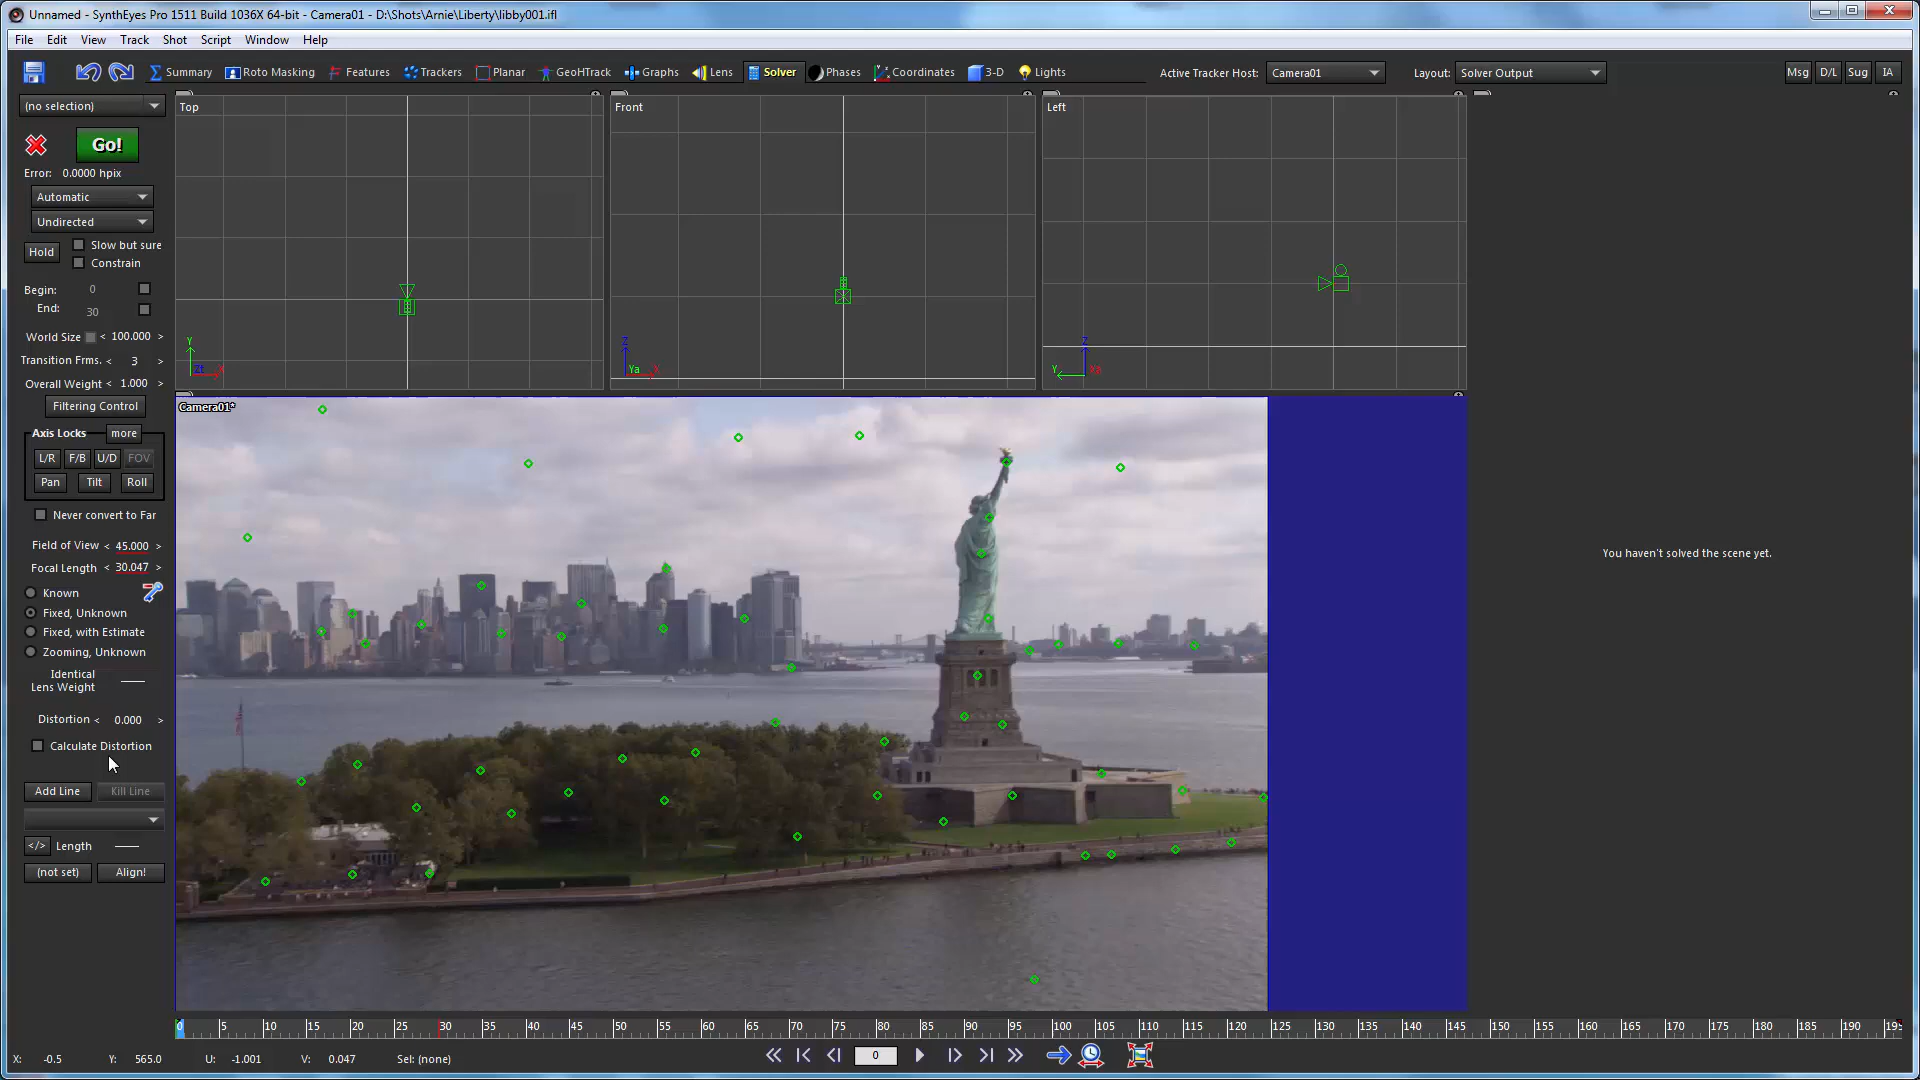 Unnamed - SynthEyes Pro 1511 Build 1036X 64-bit - Camera01 - D:\Shots\Arnie\Liberty\libby001.ifl
File Edit View Track Shot Script Window Help
Summary Roto Masking Features Trackers Planar GeoHTrack Graphs Lens Solver Phases Coordinates 3-D Lights Active Tracker Host: Camera01 Layout: Solver Output Msg D/L Sug IA
(no selection)
Top Front Left
Go!
Error: 0.0000 hpix
Automatic
Undirected
Hold Slow but sure
Constrain
Begin: 0
End: 30
World Size < 100.000 >
Transition Frms. < 3 >
Overall Weight < 1.000 >
Filtering Control
Axis Locks more
L/R F/B U/D FOV
Pan Tilt Roll
Never convert to Far
Field of View < 45.000 >
Focal Length < 30.047 >
Known
Fixed, Unknown
Fixed, with Estimate
Zooming, Unknown
Identical
Lens Weight
Distortion < 0.000 >
Calculate Distortion
Add Line Kill Line
</> Length
(not set) Align!
Y X
Z Ya X
Z Y Xa
Camera01*
You haven't solved the scene yet.
0 5 10 15 20 25 30 35 40 45 50 55 60 65 70 75 80 85 90 95 100 105 110 115 120 125 130 135 140 145 150 155 160 165 170 175 180 185 190
X: -0.5 Y: 565.0 U: -1.001 V: 0.047 Sel: (none) 0